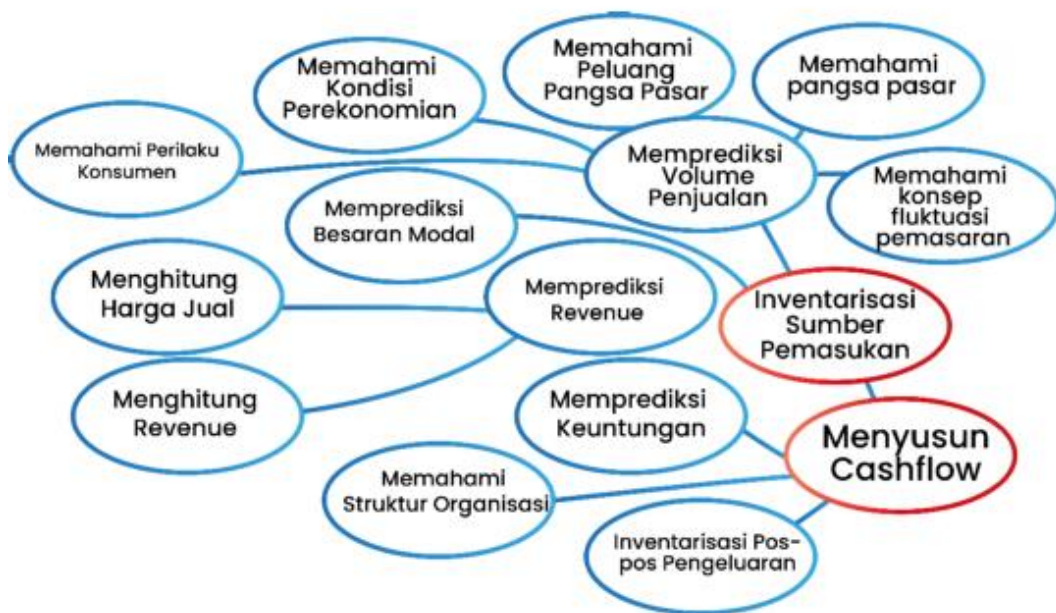 Memahami
Peluang
Pangsa Pasar
Memahami
Kondisi
Perekonomian
Memahami
pangsa pasar
Memahami Perilaku
Konsumen
Memprediksi
Volume
Penjualan
Memahami
konsep
fluktuasi
pemasaran
Memprediksi
Besaran Modal
Menghitung
Harga Jual
Memprediksi
Revenue
Inventarisasi
Sumber
Pemasukan
Menghitung
Revenue
Memprediksi
Keuntungan
Menyusun
Cashflow
Memahami
Struktur Organisasi
Inventarisasi Pos-
pos Pengeluaran